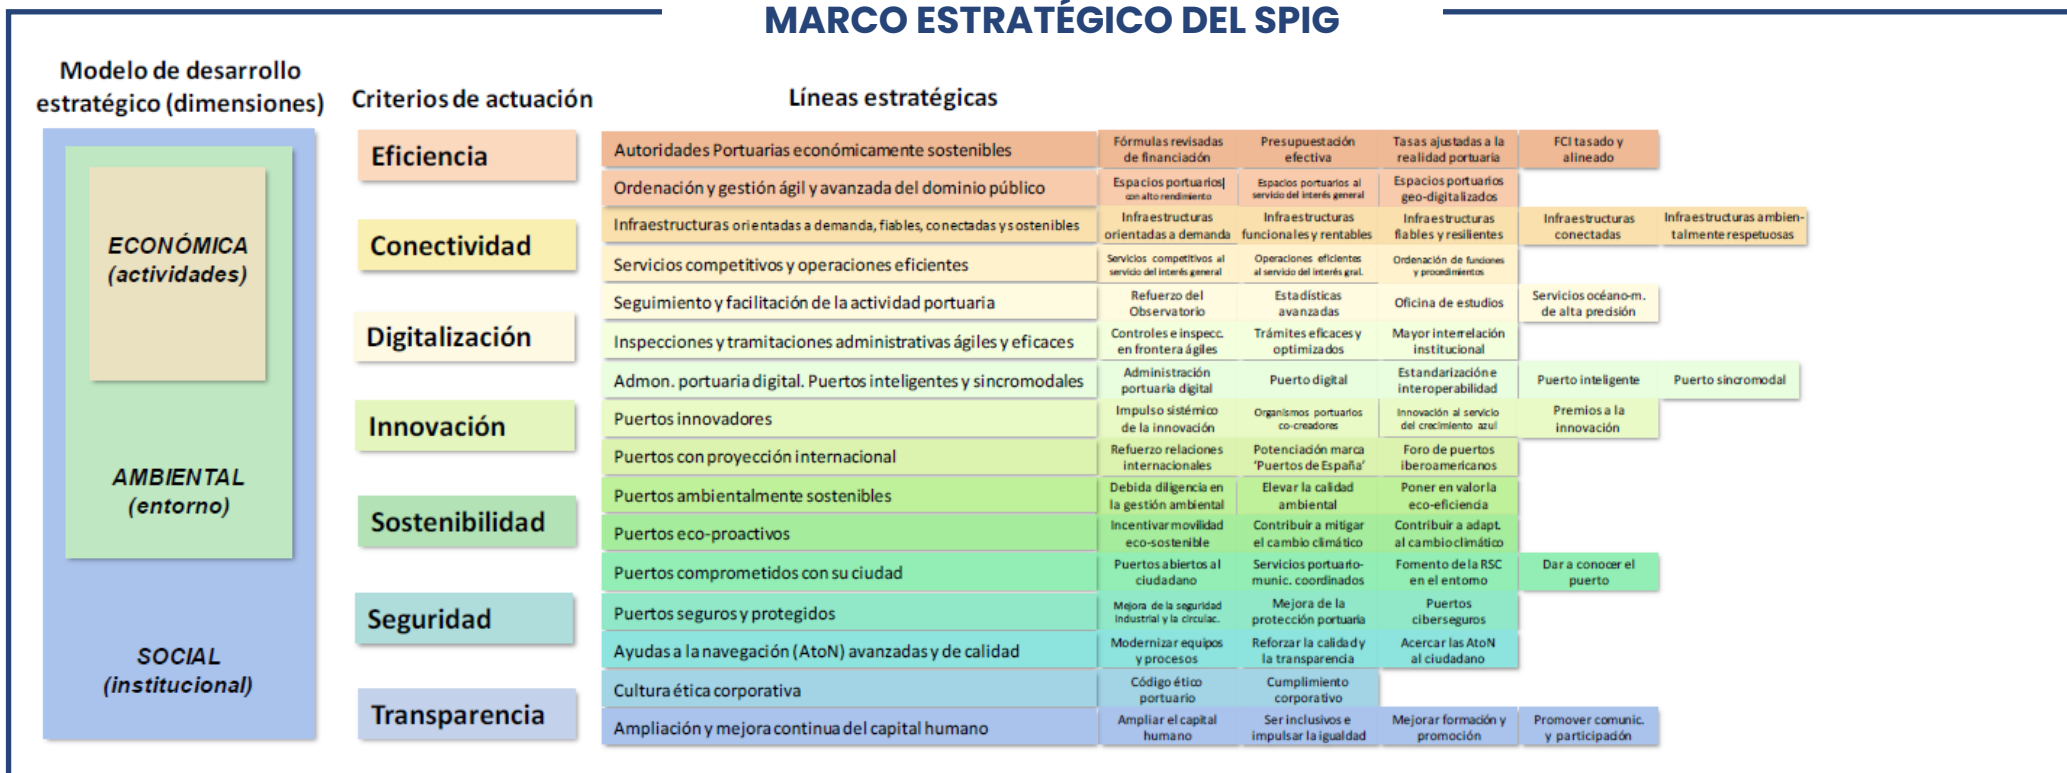 MARCO ESTRATÉGICO DEL SPIG
Modelo de desarrollo
estratégico (dimensiones)
Criterios de actuación
Líneas estratégicas
ECONÓMICA
(actividades)
AMBIENTAL
(entorno)
SOCIAL
(institucional)
Eficiencia
Conectividad
Digitalización
Innovación
Sostenibilidad
Seguridad
Transparencia
Autoridades Portuarias económicamente sostenibles
Fórmulas revisadas
de financiación
Presupuestación
efectiva
Tasas ajustadas a la
realidad portuaria
FCI tasado y
alineado
Ordenación y gestión ágil y avanzada del dominio público
Espacios portuarios|
con alto rendimiento
Espacios portuarios al
servicio del interés general
Espacios portuarios
geo-digitalizados
Infraestructuras orientadas a demanda, fiables, conectadas y sostenibles
Infraestructuras
orientadas a demanda
Infraestructuras
funcionales y rentables
Infraestructuras
fiables y resilientes
Infraestructuras
conectadas
Infraestructuras ambien-
talmente respetuosas
Servicios competitivos y operaciones eficientes
Servicios competitivos al
servicio del interés general
Operaciones eficientes
al servicio del interés gral.
Ordenación de funciones
y procedimientos
Seguimiento y facilitación de la actividad portuaria
Refuerzo del
Observatorio
Estadísticas
avanzadas
Oficina de estudios
Servicios océano-m.
de alta precisión
Inspecciones y tramitaciones administrativas ágiles y eficaces
Controles e inspecc.
en frontera ágiles
Trámites eficaces y
optimizados
Mayor interrelación
institucional
Admon. portuaria digital. Puertos inteligentes y sincromodales
Administración
portuaria digital
Puerto digital
Estandarización e
interoperabilidad
Puerto inteligente
Puerto sincromodal
Puertos innovadores
Impulso sistémico
de la innovación
Organismos portuarios
co-creadores
Innovación al servicio
del crecimiento azul
Premios a la
innovación
Puertos con proyección internacional
Refuerzo relaciones
internacionales
Potenciación marca
'Puertos de España'
Foro de puertos
iberoamericanos
Puertos ambientalmente sostenibles
Debida diligencia en
la gestión ambiental
Elevar la calidad
ambiental
Poner en valor la
eco-eficiencia
Puertos eco-proactivos
Incentivar movilidad
eco-sostenible
Contribuir a mitigar
el cambio climático
Contribuir a adapt.
al cambio climático
Puertos comprometidos con su ciudad
Puertos abiertos al
ciudadano
Servicios portuario-
munic. coordinados
Fomento de la RSC
en el entorno
Dar a conocer el
puerto
Puertos seguros y protegidos
Mejora de la seguridad
Industrial y la circulac.
Mejora de la
protección portuaria
Puertos
ciberseguros
Ayudas a la navegación (AtoN) avanzadas y de calidad
Modernizar equipos
y procesos
Reforzar la calidad y
la transparencia
Acercar las AtoN
al ciudadano
Cultura ética corporativa
Código ético
portuario
Cumplimiento
corporativo
Ampliación y mejora continua del capital humano
Ampliar el capital
humano
Ser inclusivos e
impulsar la igualdad
Mejorar formación y
promoción
Promover comunic.
y participación